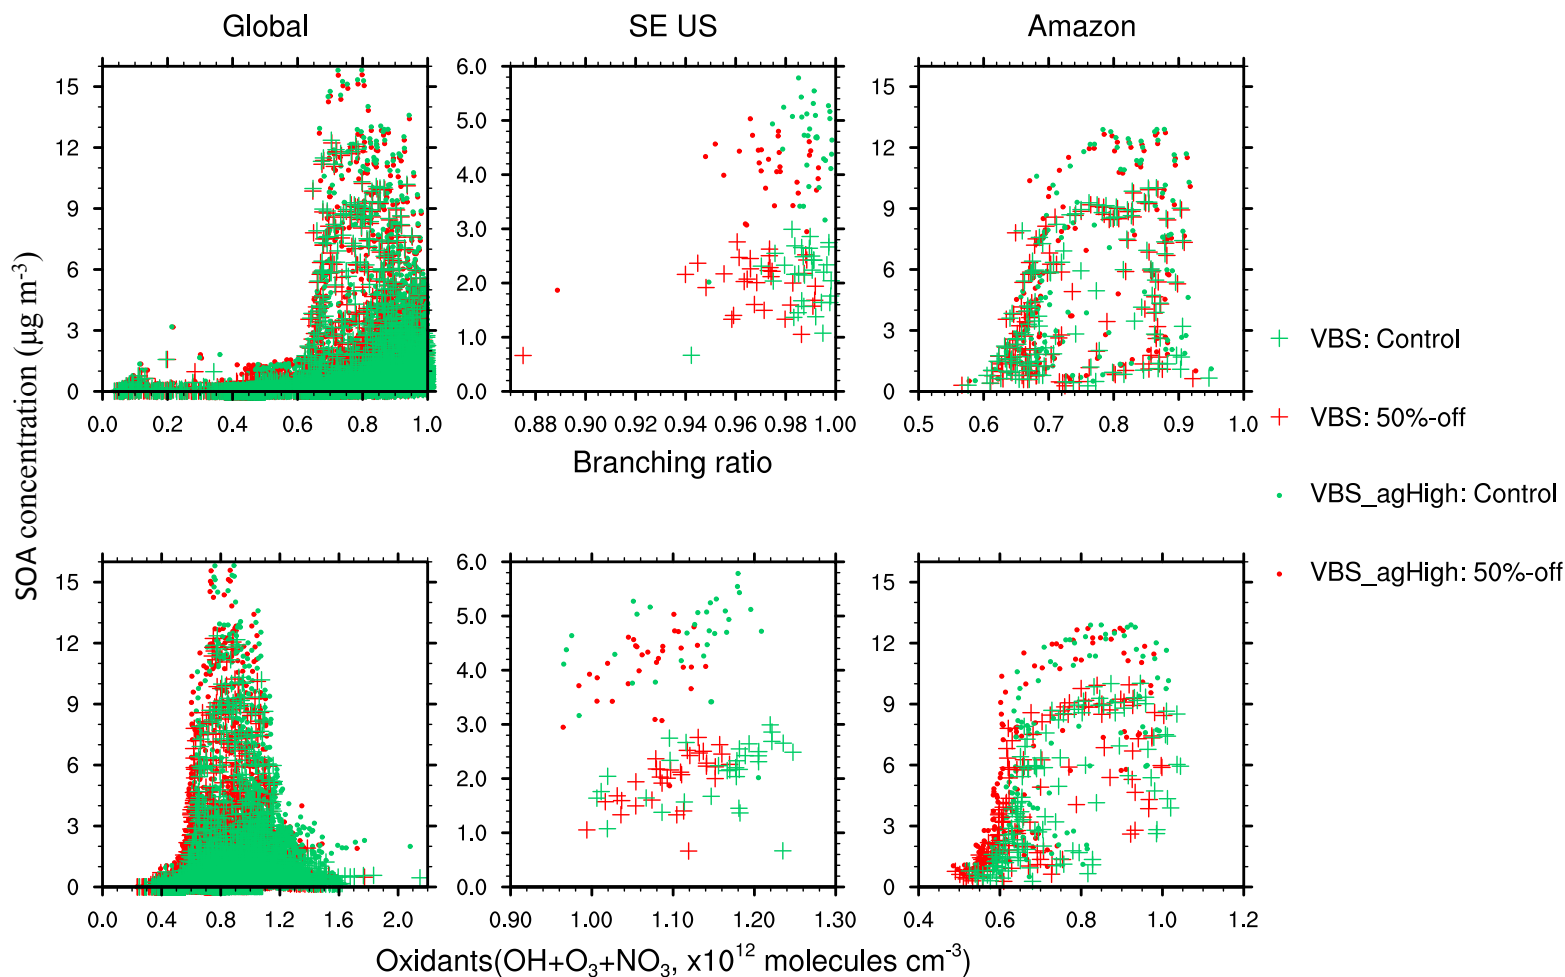 Global
SE US
Amazon
SOA concentration (µg m⁻³)
15
12
9
6
3
0
0.0 0.2 0.4 0.6 0.8 1.0
6.0
5.0
4.0
3.0
2.0
1.0
0.0
0.88 0.90 0.92 0.94 0.96 0.98 1.00
15
12
9
6
3
0
0.5 0.6 0.7 0.8 0.9 1.0
Branching ratio
VBS: Control
VBS: 50%-off
VBS_agHigh: Control
VBS_agHigh: 50%-off
15
12
9
6
3
0
0.0 0.4 0.8 1.2 1.6 2.0
6.0
5.0
4.0
3.0
2.0
1.0
0.0
0.90 1.00 1.10 1.20 1.30
15
12
9
6
3
0
0.4 0.6 0.8 1.0 1.2
Oxidants(OH+O₃+NO₃, x10¹² molecules cm⁻³)